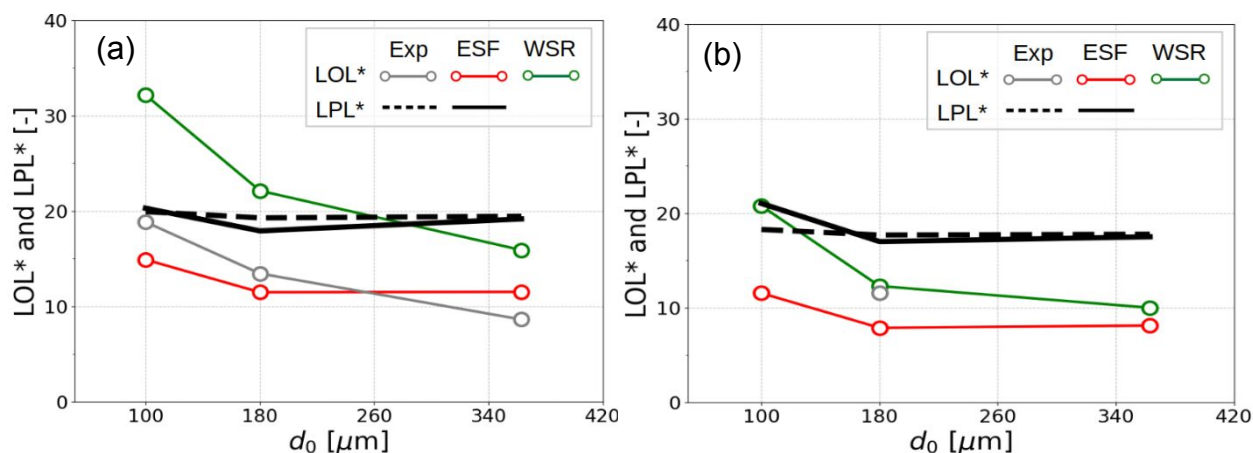 (a)
Exp ESF WSR
LOL*
LPL*
LOL* and LPL* [-]
40
30
20
10
0
100 180 260 340 420
d₀ [μm]
(b)
Exp ESF WSR
LOL*
LPL*
LOL* and LPL* [-]
40
30
20
10
0
100 180 260 340 420
d₀ [μm]